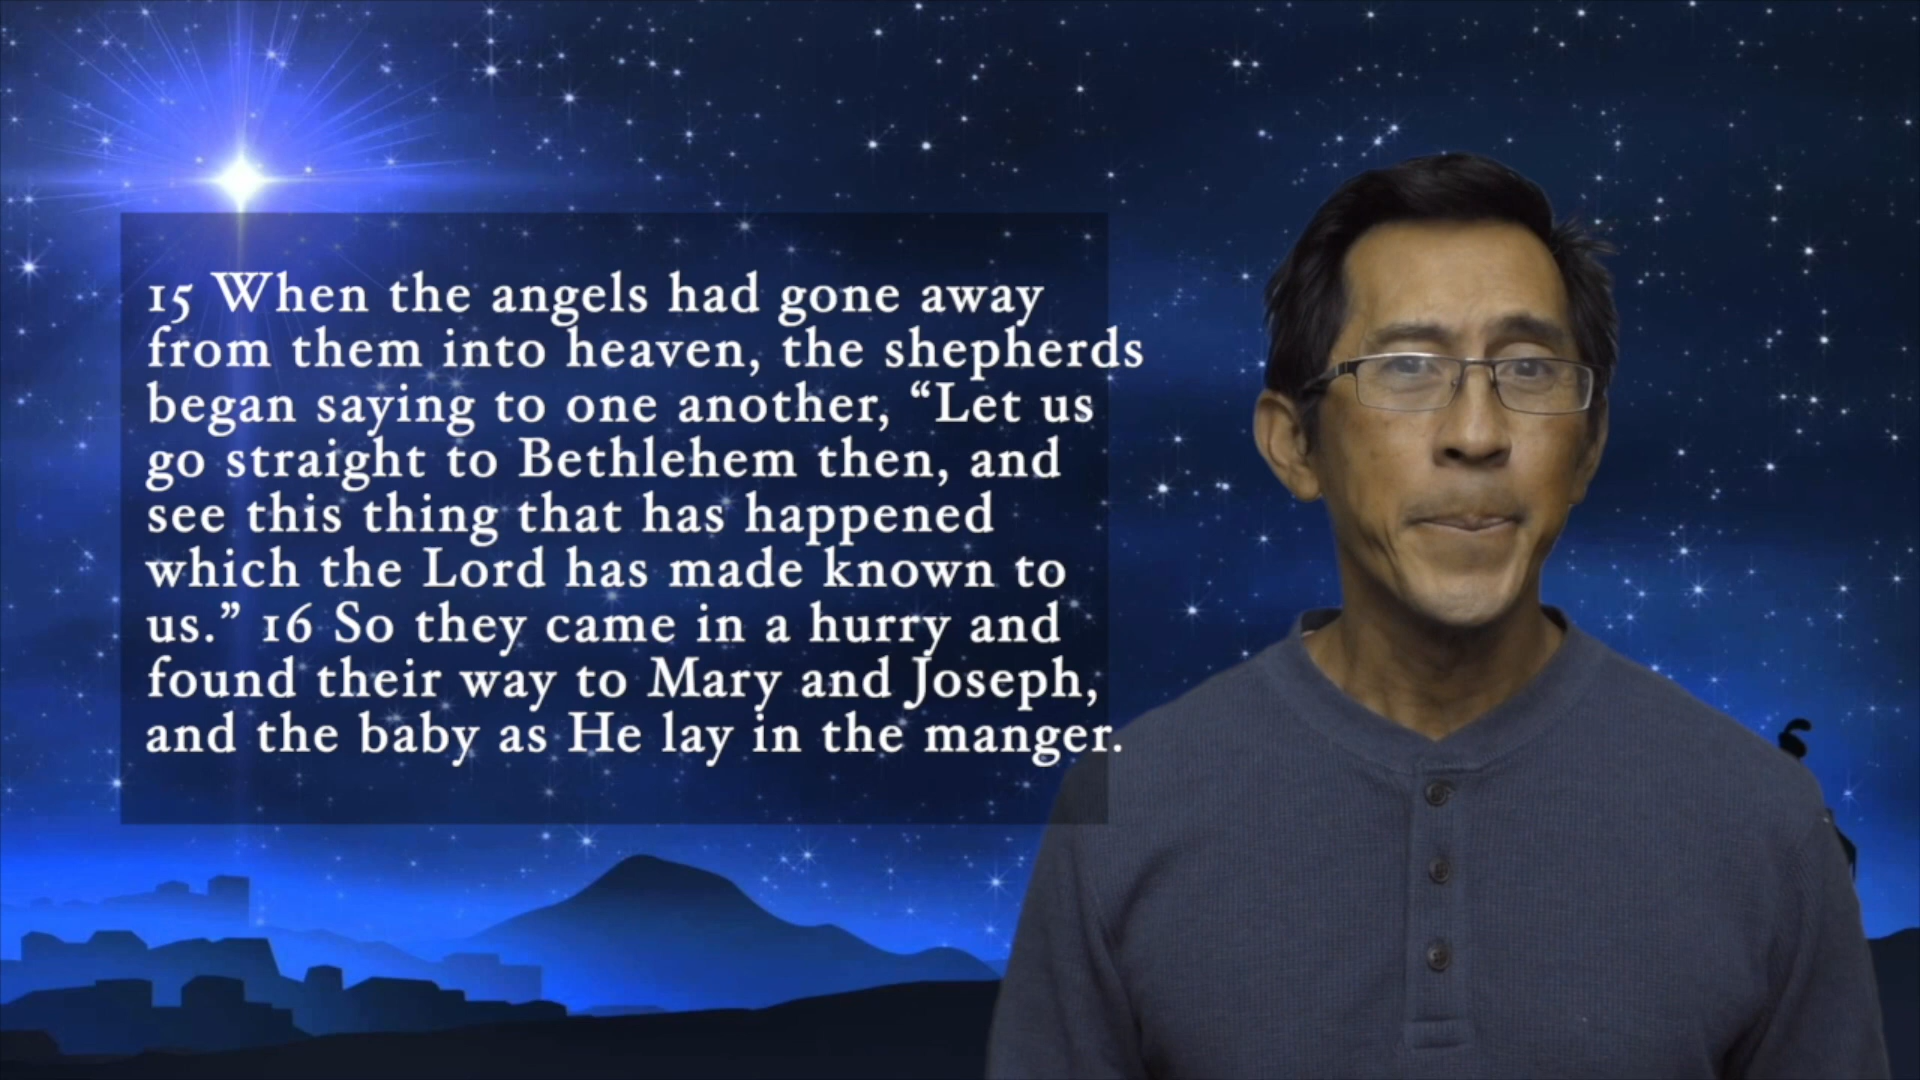 15 When the angels had gone away
from them into heaven, the shepherds
began saying to one another, “Let us
go straight to Bethlehem then, and
see this thing that has happened
which the Lord has made known to
us.” 16 So they came in a hurry and
found their way to Mary and Joseph,
and the baby as He lay in the manger.